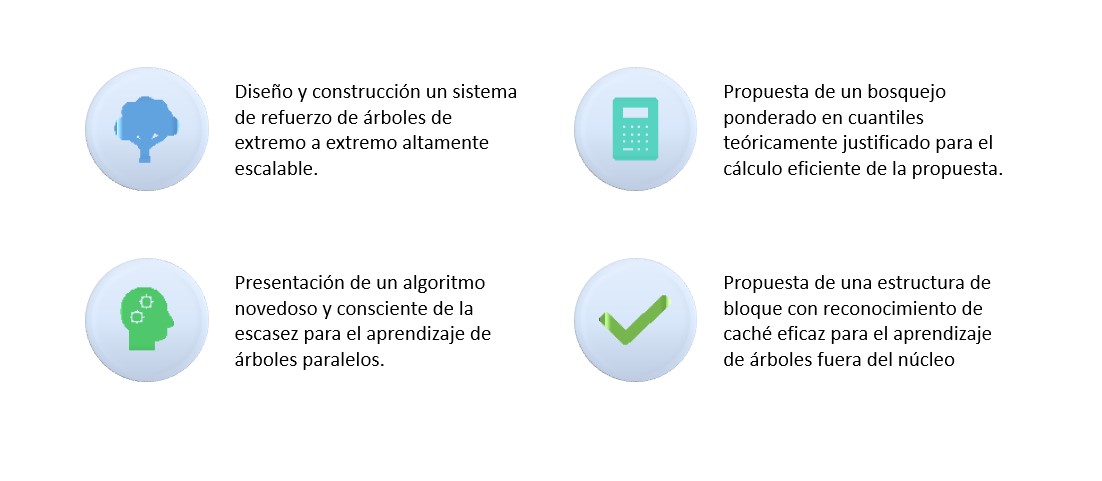 Diseño y construcción un sistema
de refuerzo de árboles de
extremo a extremo altamente
escalable.
Propuesta de un bosquejo
ponderado en cuantiles
teóricamente justificado para el
cálculo eficiente de la propuesta.
Presentación de un algoritmo
novedoso y consciente de la
escasez para el aprendizaje de
árboles paralelos.
Propuesta de una estructura de
bloque con reconocimiento de
caché eficaz para el aprendizaje
de árboles fuera del núcleo